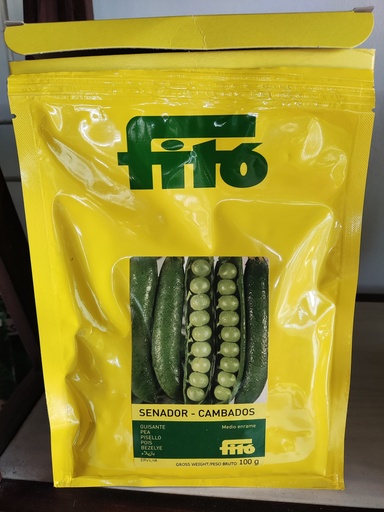 fitó
SENADOR - CAMBADOS
GUISANTE
Medio enrame
PEA
PISELLO
POIS
BEZELYE
fitó
GROSS WEIGHT/PESO BRUTO 100 g